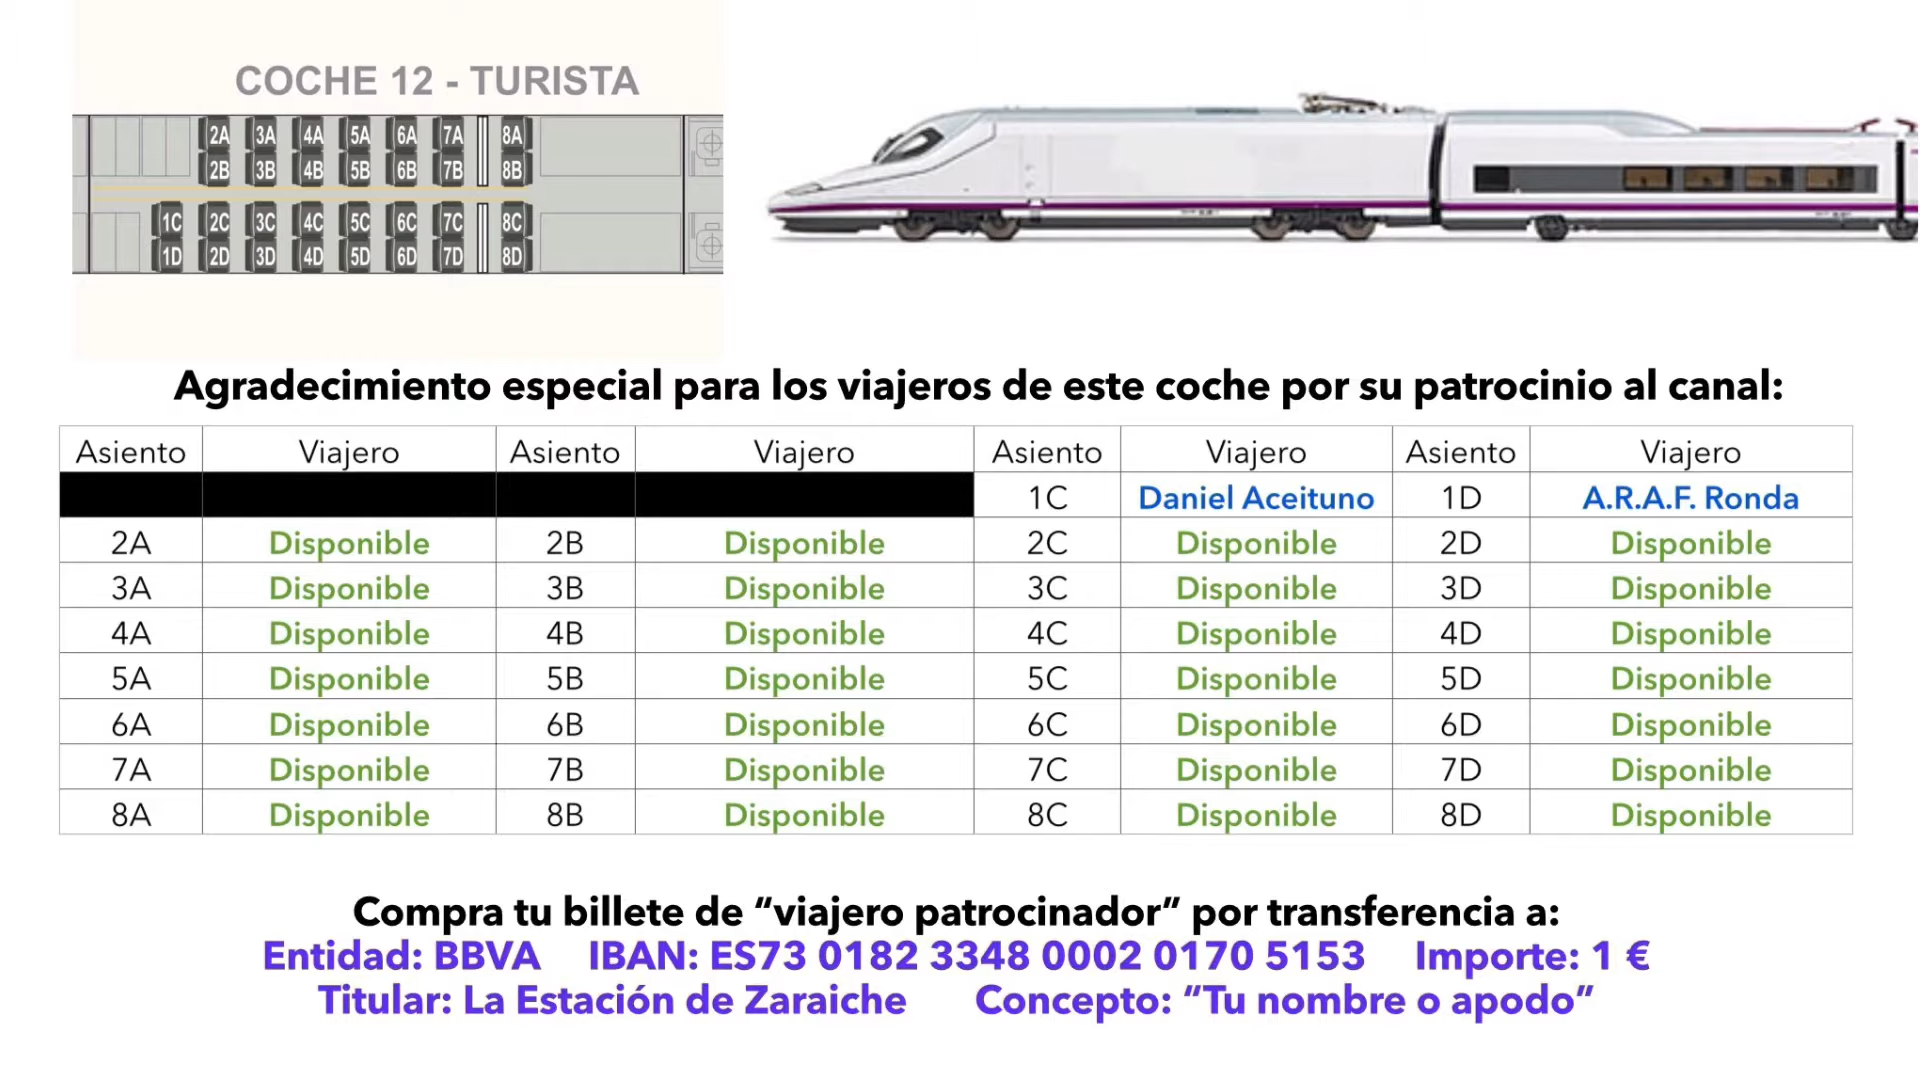 COCHE 12 - TURISTA
2A 3A 4A 5A 6A 7A 8A
2B 3B 4B 5B 6B 7B 8B
1C 2C 3C 4C 5C 6C 7C 8C
1D 2D 3D 4D 5D 6D 7D 8D
Agradecimiento especial para los viajeros de este coche por su patrocinio al canal:
Asiento Viajero Asiento Viajero Asiento Viajero Asiento Viajero
1C Daniel Aceituno 1D A.R.A.F. Ronda
2A Disponible 2B Disponible 2C Disponible 2D Disponible
3A Disponible 3B Disponible 3C Disponible 3D Disponible
4A Disponible 4B Disponible 4C Disponible 4D Disponible
5A Disponible 5B Disponible 5C Disponible 5D Disponible
6A Disponible 6B Disponible 6C Disponible 6D Disponible
7A Disponible 7B Disponible 7C Disponible 7D Disponible
8A Disponible 8B Disponible 8C Disponible 8D Disponible
Compra tu billete de “viajero patrocinador” por transferencia a:
Entidad: BBVA IBAN: ES73 0182 3348 0002 0170 5153 Importe: 1 €
Titular: La Estación de Zaraiche Concepto: “Tu nombre o apodo”